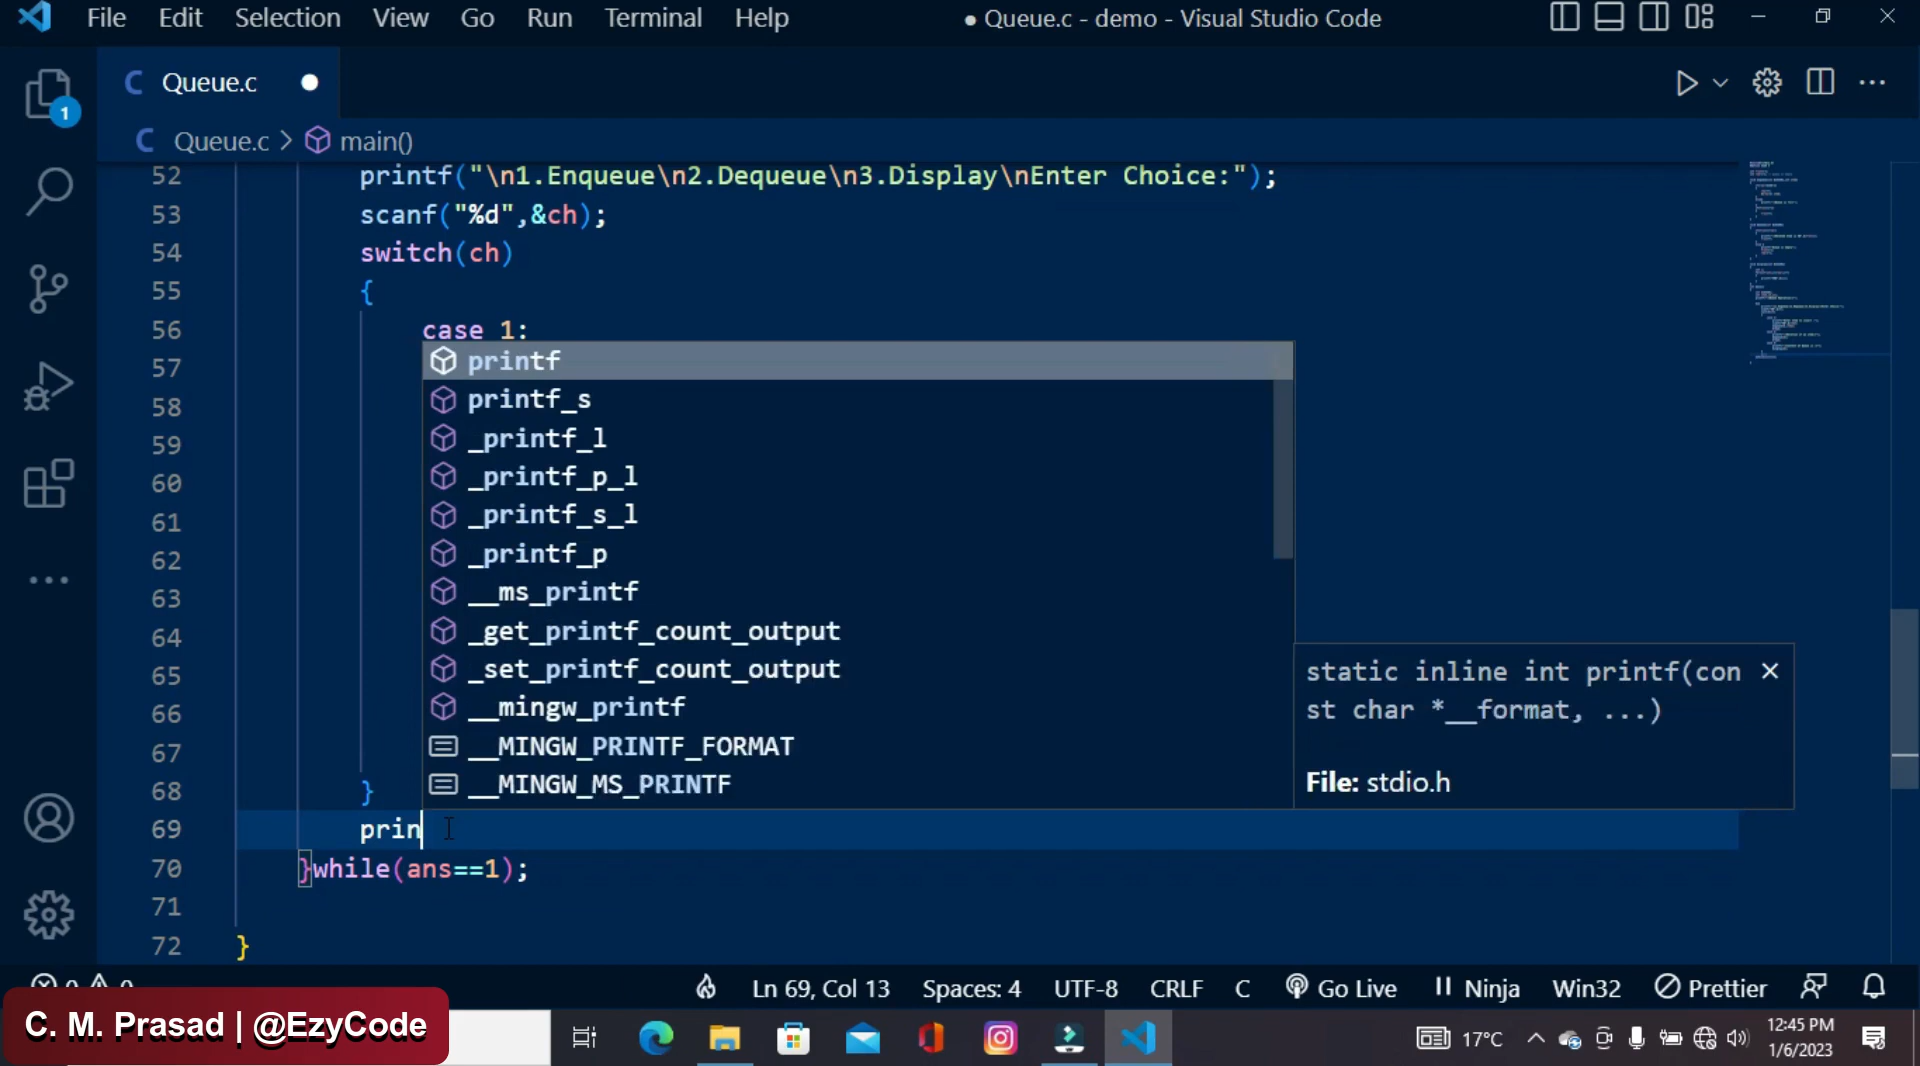 File Edit Selection View Go Run Terminal Help
● Queue.c - demo - Visual Studio Code
C Queue.c
C Queue.c > main()
52 printf("\n1.Enqueue\n2.Dequeue\n3.Display\nEnter Choice:");
53 scanf("%d",&ch);
54 switch(ch)
55 {
56 case 1:
57
58
59
60
61
62
63
64
65
66
67
68 }
69 prin
70 }while(ans==1);
71
72 }
printf
printf_s
_printf_l
_printf_p_l
_printf_s_l
_printf_p
__ms_printf
_get_printf_count_output
_set_printf_count_output
__mingw_printf
__MINGW_PRINTF_FORMAT
__MINGW_MS_PRINTF
static inline int printf(con
st char *__format, ...)
File: stdio.h
1
Ln 69, Col 13 Spaces: 4 UTF-8 CRLF C Go Live Ninja Win32 Prettier
C. M. Prasad | @EzyCode
17°C
12:45 PM
1/6/2023